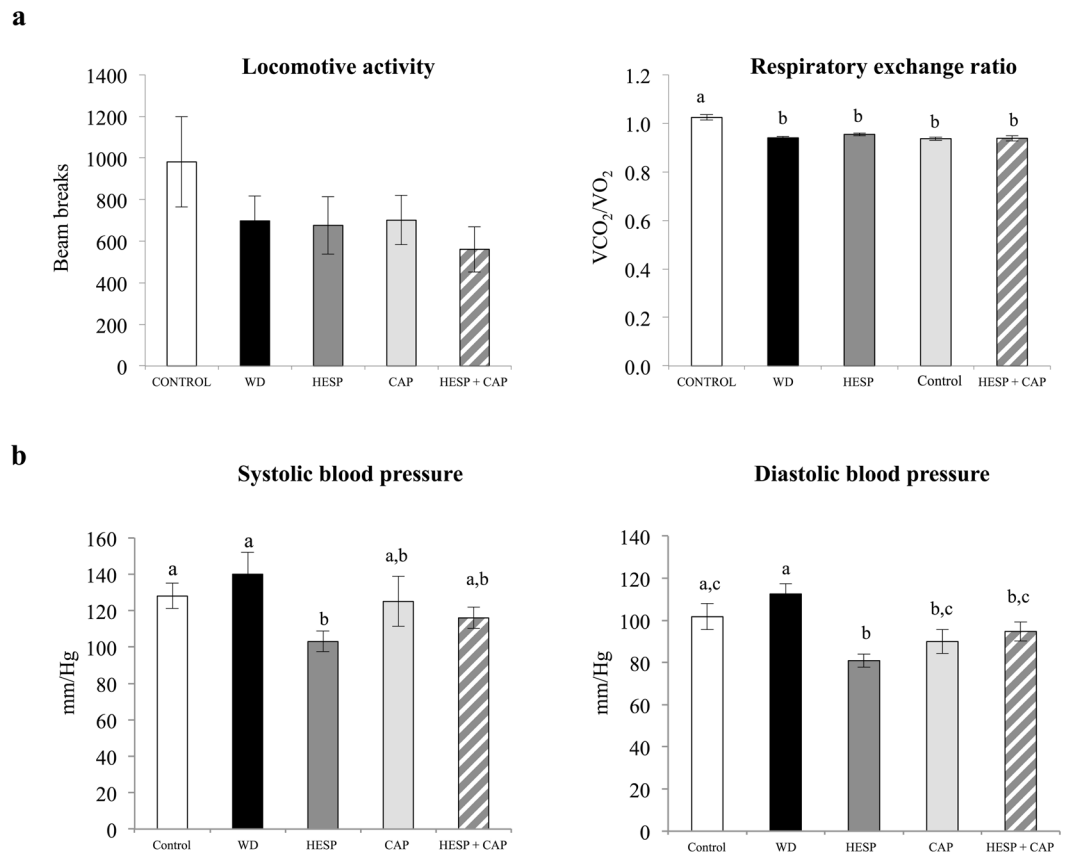 a
Locomotive activity
1400
1200
1000
800
600
400
200
0
Beam breaks
CONTROL WD HESP CAP HESP + CAP
Respiratory exchange ratio
1.2
1.0
0.8
0.6
0.4
0.2
0.0
VCO₂/VO₂
a b b b b
CONTROL WD HESP Control HESP + CAP
b
Systolic blood pressure
160
140
120
100
80
60
40
20
0
mm/Hg
a a b a,b a,b
Control WD HESP CAP HESP + CAP
Diastolic blood pressure
140
120
100
80
60
40
20
0
mm/Hg
a,c a b b,c b,c
Control WD HESP CAP HESP + CAP